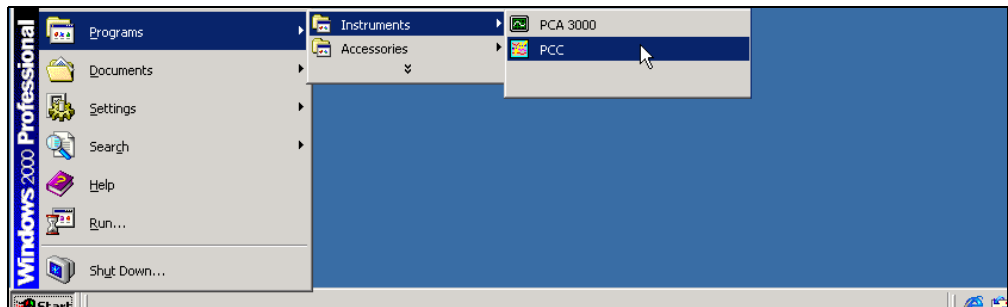 Windows 2000 Professional
Programs
Documents
Settings
Search
Help
Run...
Shut Down...
Instruments
Accessories
PCA 3000
PCC
Start